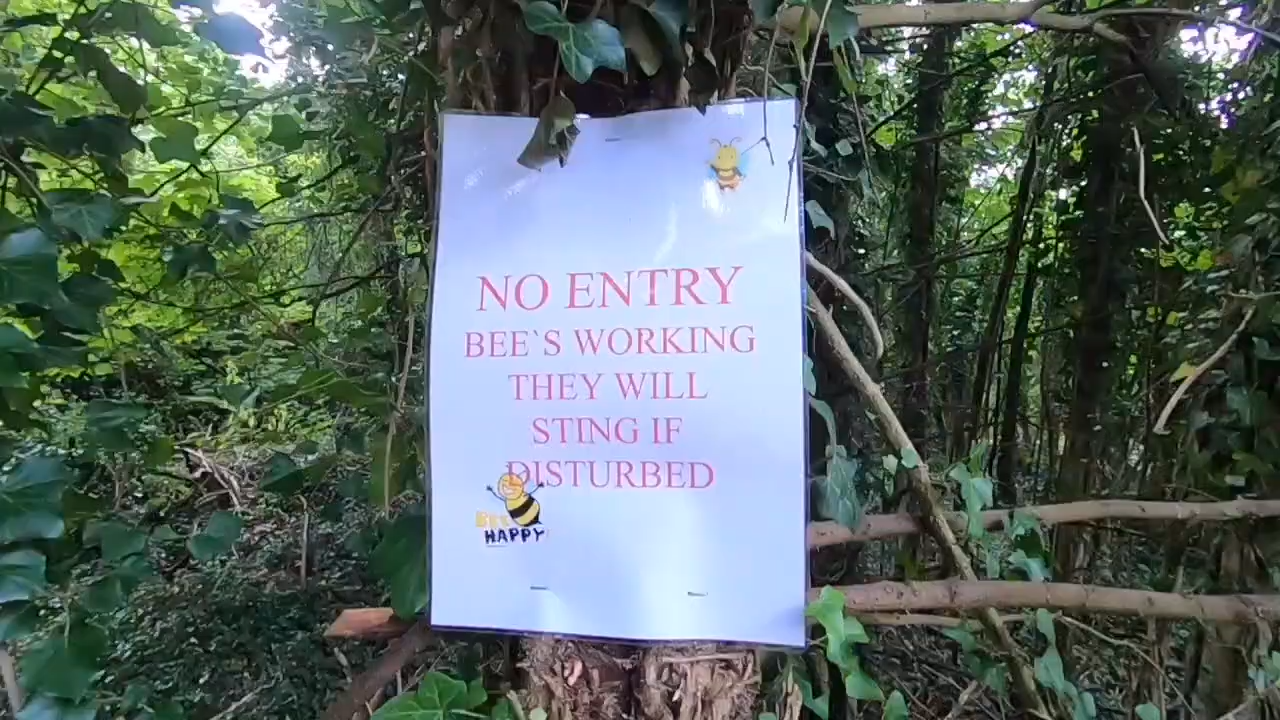 NO ENTRY
BEE`S WORKING
THEY WILL
STING IF
DISTURBED
BEE
HAPPY